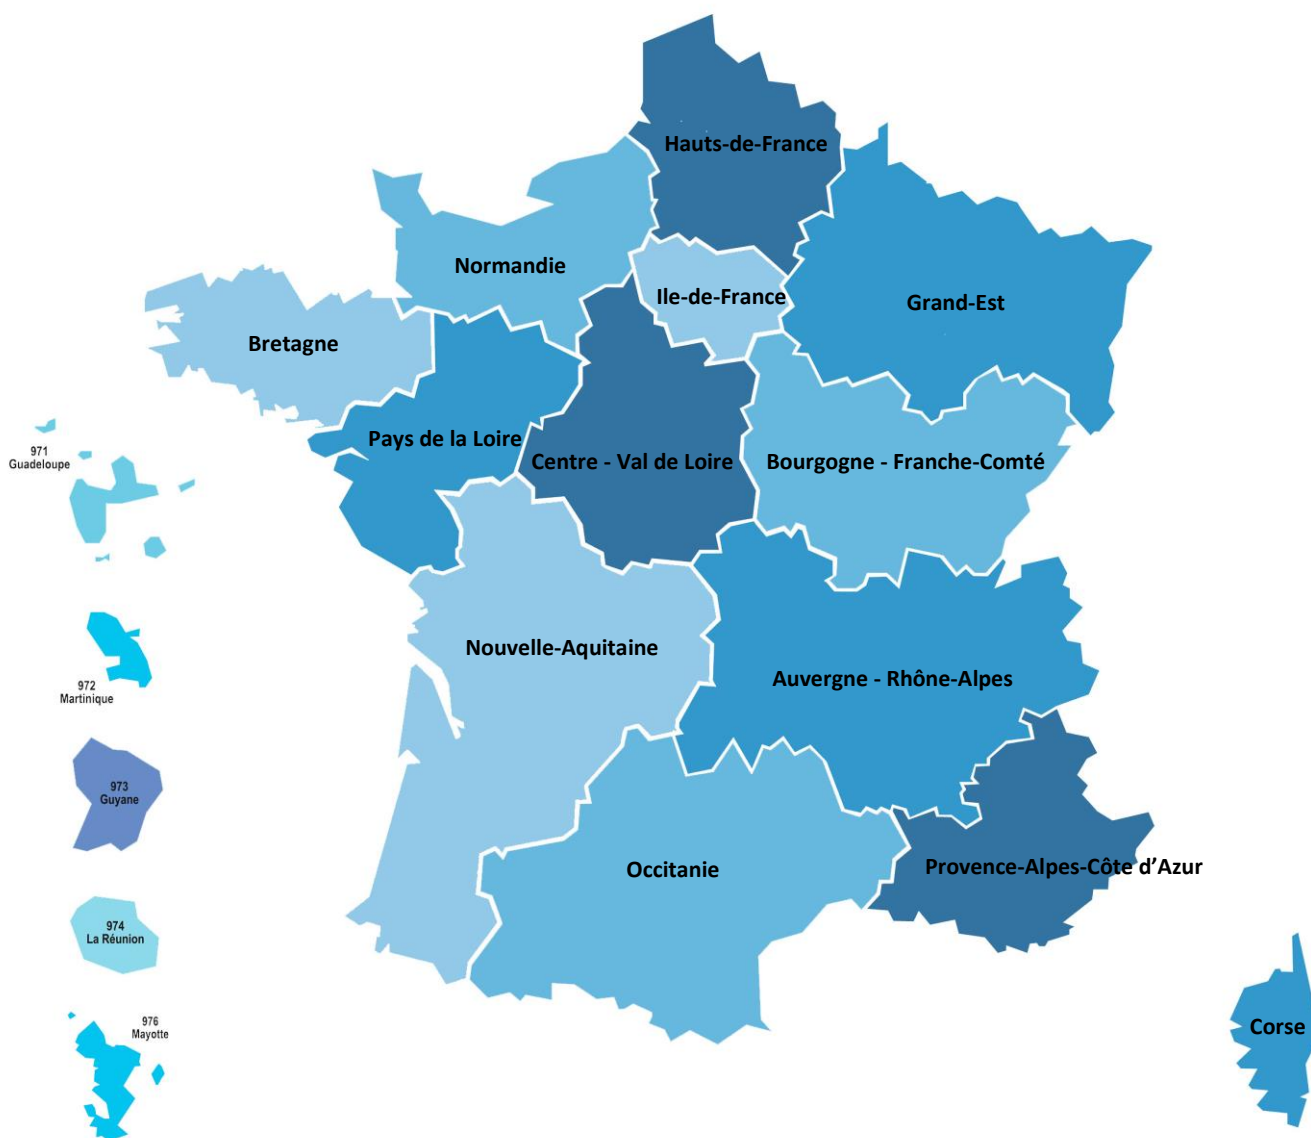 Hauts-de-France
Normandie
Ile-de-France
Grand-Est
Bretagne
Pays de la Loire
Centre - Val de Loire
Bourgogne - Franche-Comté
971
Guadeloupe
Nouvelle-Aquitaine
Auvergne - Rhône-Alpes
972
Martinique
973
Guyane
Occitanie
Provence-Alpes-Côte d’Azur
974
La Réunion
976
Mayotte
Corse